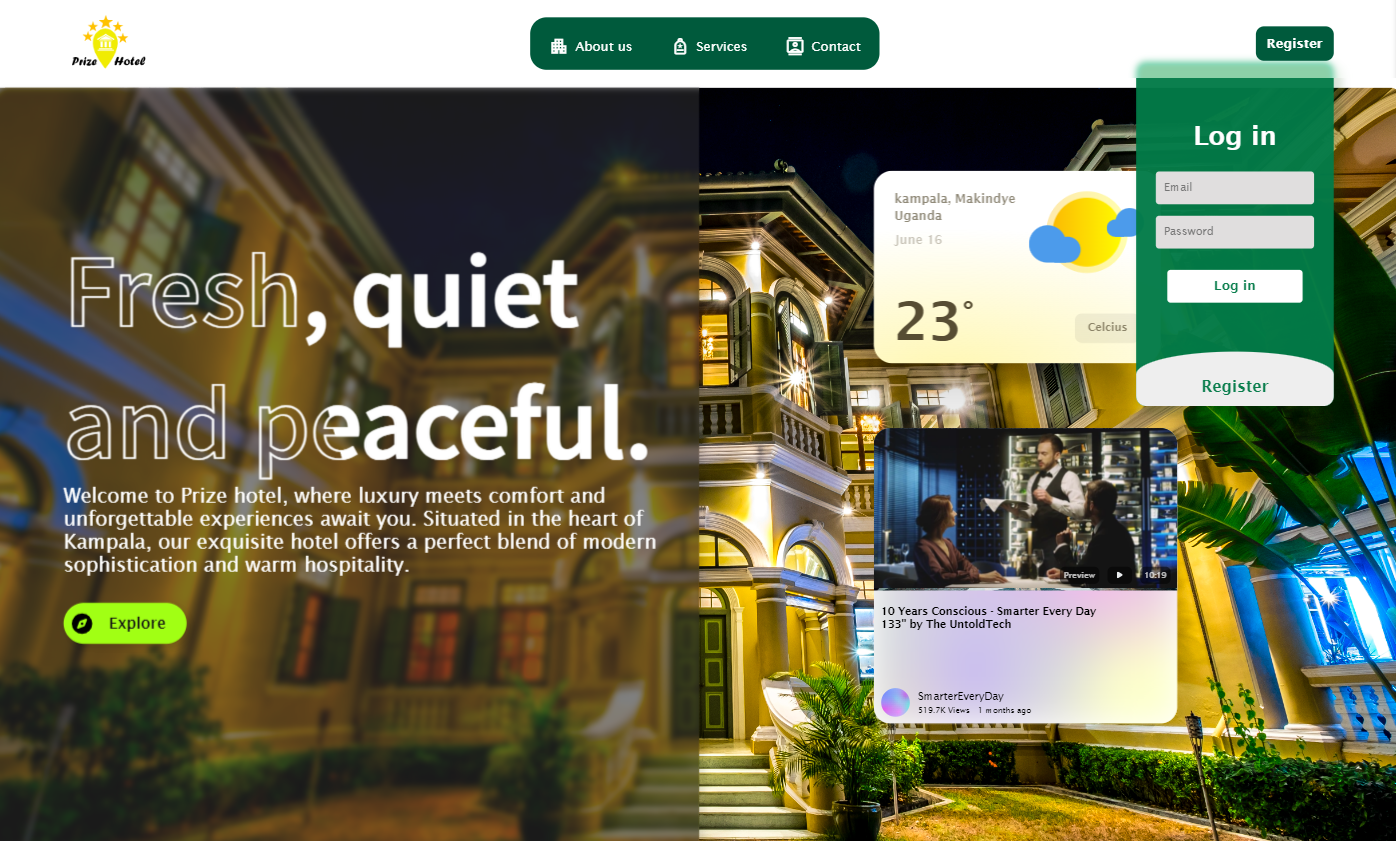 Prize Hotel
About us
Services
Contact
Register
Fresh, quiet
and peaceful.
Welcome to Prize hotel, where luxury meets comfort and
unforgettable experiences await you. Situated in the heart of
Kampala, our exquisite hotel offers a perfect blend of modern
sophistication and warm hospitality.
Explore
kampala, Makindye
Uganda
June 16
23°
Celcius
Log in
Email
Password
Log in
Register
Preview
10:19
10 Years Conscious - Smarter Every Day
133" by The UntoldTech
SmarterEveryDay
519.7K Views 1 months ago